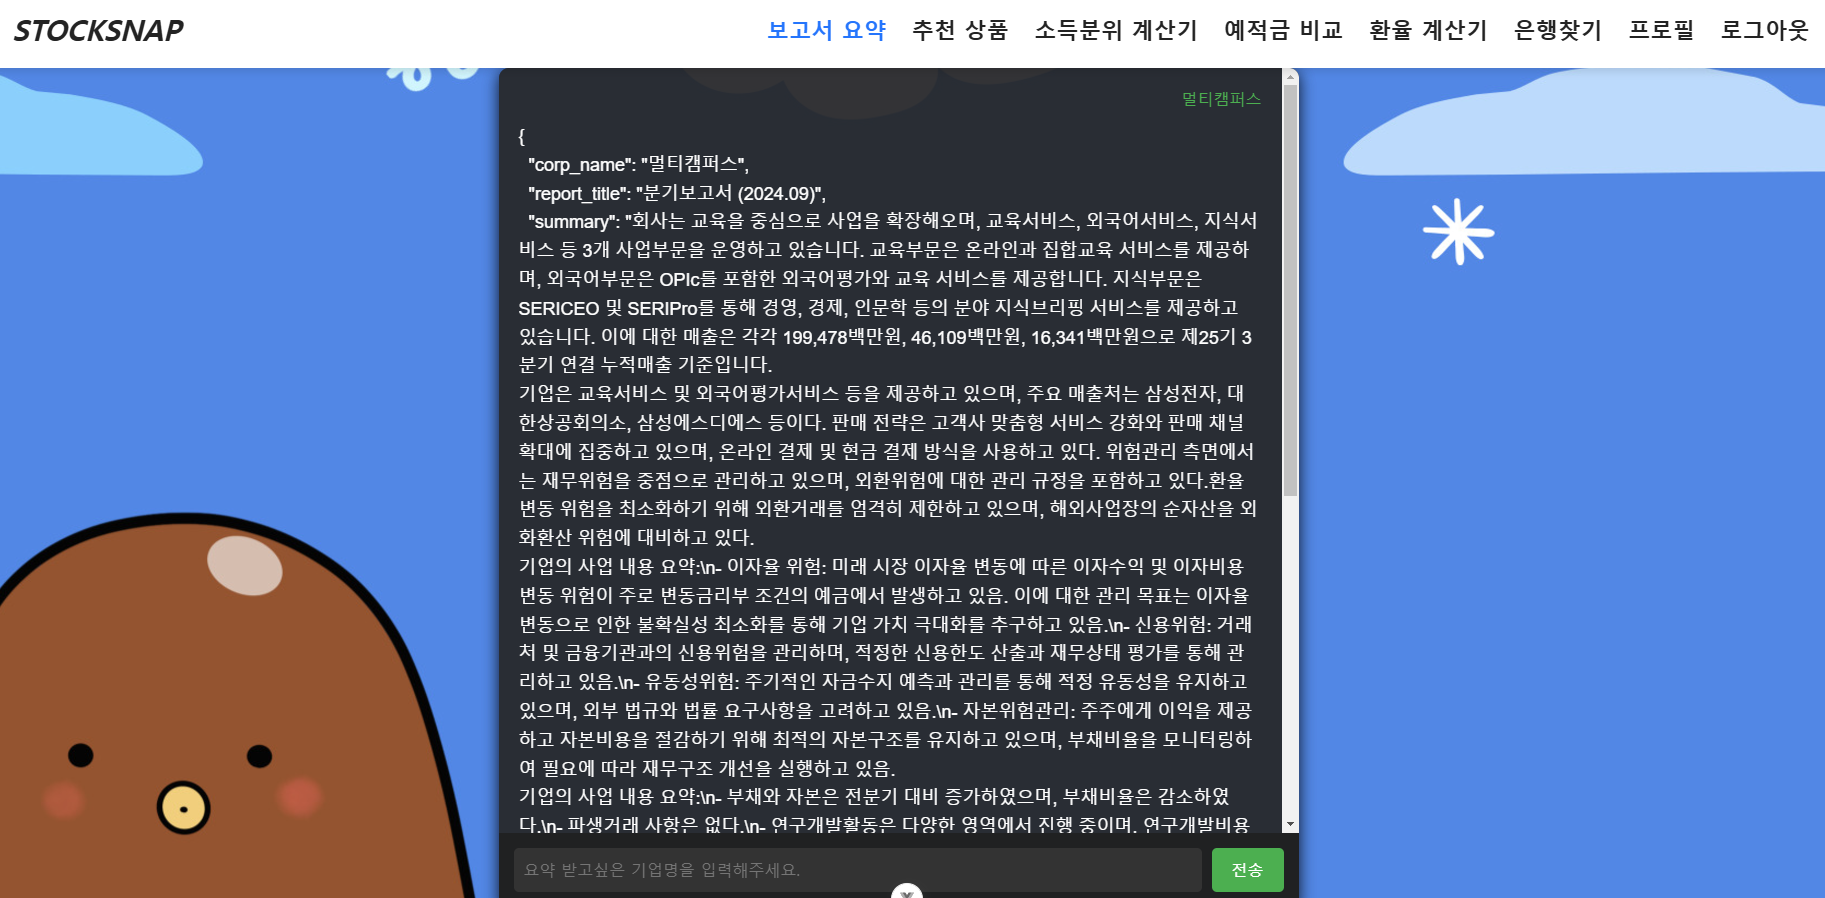 STOCKSNAP
보고서 요약 추천 상품 소득분위 계산기 예적금 비교 환율 계산기 은행찾기 프로필 로그아웃
멀티캠퍼스
{
"corp_name": "멀티캠퍼스",
"report_title": "분기보고서 (2024.09)",
"summary": "회사는 교육을 중심으로 사업을 확장해오며, 교육서비스, 외국어서비스, 지식서
비스 등 3개 사업부문을 운영하고 있습니다. 교육부문은 온라인과 집합교육 서비스를 제공하
며, 외국어부문은 OPIc를 포함한 외국어평가와 교육 서비스를 제공합니다. 지식부문은
SERICEO 및 SERIPro를 통해 경영, 경제, 인문학 등의 분야 지식브리핑 서비스를 제공하고
있습니다. 이에 대한 매출은 각각 199,478백만원, 46,109백만원, 16,341백만원으로 제25기 3
분기 연결 누적매출 기준입니다.
기업은 교육서비스 및 외국어평가서비스 등을 제공하고 있으며, 주요 매출처는 삼성전자, 대
한상공회의소, 삼성에스디에스 등이다. 판매 전략은 고객사 맞춤형 서비스 강화와 판매 채널
확대에 집중하고 있으며, 온라인 결제 및 현금 결제 방식을 사용하고 있다. 위험관리 측면에서
는 재무위험을 중점으로 관리하고 있으며, 외환위험에 대한 관리 규정을 포함하고 있다.환율
변동 위험을 최소화하기 위해 외환거래를 엄격히 제한하고 있으며, 해외사업장의 순자산을 외
화환산 위험에 대비하고 있다.
기업의 사업 내용 요약:\n- 이자율 위험: 미래 시장 이자율 변동에 따른 이자수익 및 이자비용
변동 위험이 주로 변동금리부 조건의 예금에서 발생하고 있음. 이에 대한 관리 목표는 이자율
변동으로 인한 불확실성 최소화를 통해 기업 가치 극대화를 추구하고 있음.\n- 신용위험: 거래
처 및 금융기관과의 신용위험을 관리하며, 적정한 신용한도 산출과 재무상태 평가를 통해 관
리하고 있음.\n- 유동성위험: 주기적인 자금수지 예측과 관리를 통해 적정 유동성을 유지하고
있으며, 외부 법규와 법률 요구사항을 고려하고 있음.\n- 자본위험관리: 주주에게 이익을 제공
하고 자본비용을 절감하기 위해 최적의 자본구조를 유지하고 있으며, 부채비율을 모니터링하
여 필요에 따라 재무구조 개선을 실행하고 있음.
기업의 사업 내용 요약:\n- 부채와 자본은 전분기 대비 증가하였으며, 부채비율은 감소하였
다.\n- 파생거래 사항은 없다.\n- 연구개발활동은 다양한 영역에서 진행 중이며, 연구개발비용
요약 받고싶은 기업명을 입력해주세요.
전송